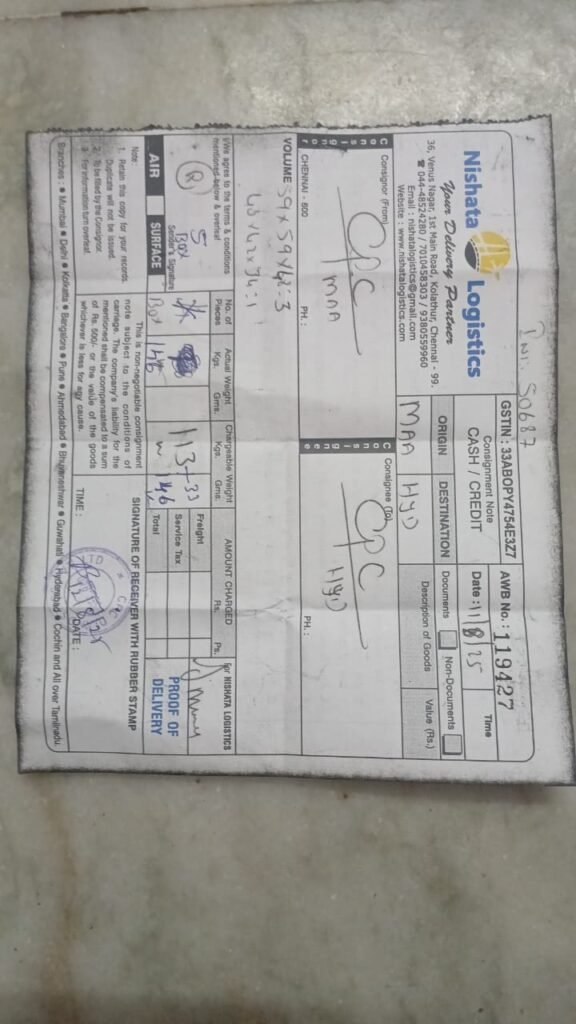 Inv: S0687
Nishata Logistics
Your Delivery Partner
36, Venus Nagar, 1st Main Road, Kolathur, Chennai - 99.
☎ 044-48524280 / 7010458303 / 9380559960
Email : nishatalogistics@gmail.com
Website : www.nishatalogistics.com
GSTIN : 33ABOPY4754E3Z7
Consignment Note
CASH / CREDIT
AWB No. : 119427
Date : 11/8/25
Time
ORIGIN DESTINATION
MAA HYD
Documents Non-Documents
Description of Goods Value (Rs.)
Consignor
Consignor (From)
CPC
MAA
CHENNAI - 600
PH. :
Consignee
Consignee (To)
CPC
HYD
PH. :
VOLUME 59x59x62:3
I/We agree to the terms & conditions
mentioned-below & overleaf
5
Box
Sender's Signature
AIR SURFACE
No. of Pieces
Box
Actual Weight
Kgs. Gms.
146
Chargeable Weight
Kgs. Gms.
113+33
146
AMOUNT CHARGED
Rs. Ps.
Freight
Service Tax
Total
for NISHATA LOGISTICS
PROOF OF
DELIVERY
Note :
1. Retain this copy for your records.
Duplicate will not be issued.
2. To be filled by the Consignor.
3. For information turn overleaf.
This is non-negotiable consignment
note subject to the conditions of
carriage. The company's liability for the
mentioned shall be compensated to a sum
of Rs. 500/- or the value of the goods
whichever is less for any cause.
SIGNATURE OF RECEIVER WITH RUBBER STAMP
TIME : DATE :
Branches : Mumbai ● Delhi ● Kolkatta ● Bangalore ● Pune ● Ahmedabad ● Bhubaneshwar ● Guwahati ● Hyderabad ● Cochin and All over Tamilnadu.